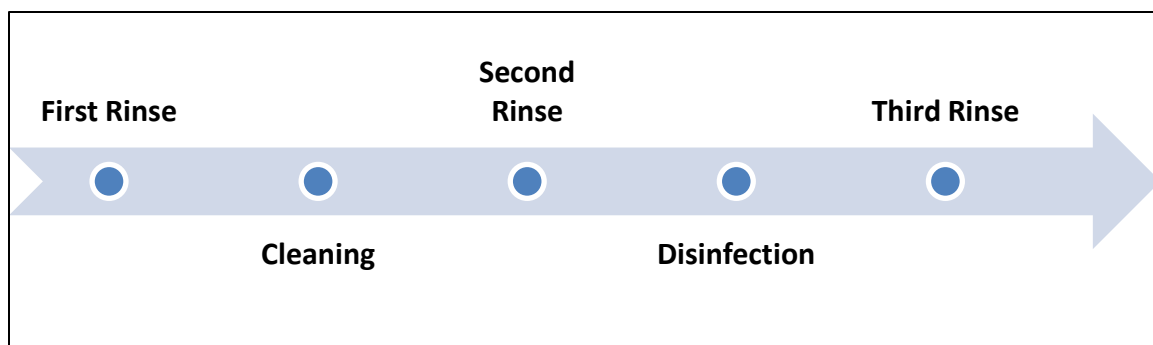 First Rinse
Cleaning
Second
Rinse
Disinfection
Third Rinse